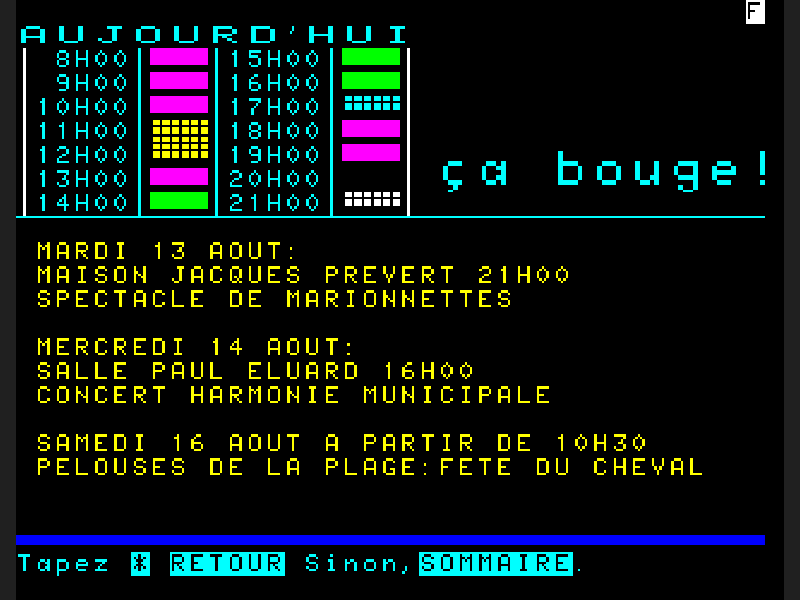 F
AUJOURD'HUI
8H00 15H00
9H00 16H00
10H00 17H00
11H00 18H00
12H00 19H00
13H00 20H00
14H00 21H00
ça bouge!
MARDI 13 AOUT:
MAISON JACQUES PREVERT 21H00
SPECTACLE DE MARIONNETTES
MERCREDI 14 AOUT:
SALLE PAUL ELUARD 16H00
CONCERT HARMONIE MUNICIPALE
SAMEDI 16 AOUT A PARTIR DE 10H30
PELOUSES DE LA PLAGE:FETE DU CHEVAL
Tapez * RETOUR Sinon,SOMMAIRE.